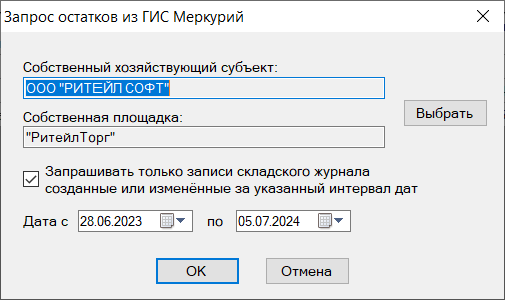 Запрос остатков из ГИС Меркурий
Собственный хозяйствующий субъект:
ООО "РИТЕЙЛ СОФТ"
Собственная площадка:
"РитейлТорг"
Выбрать
Запрашивать только записи складского журнала
созданные или изменённые за указанный интервал дат
Дата с 28.06.2023 по 05.07.2024
OK Отмена